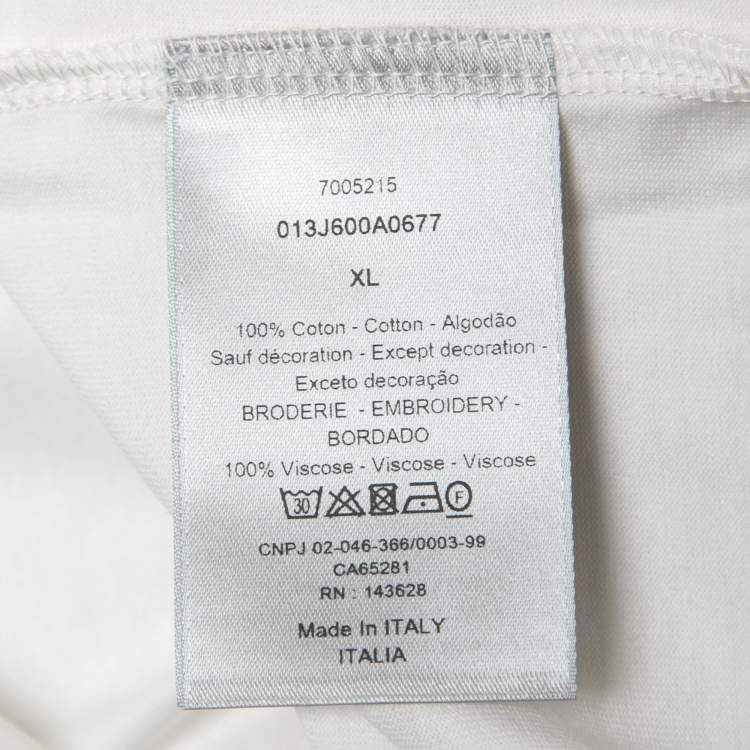 7005215
013J600A0677
XL
100% Coton - Cotton - Algodão
Sauf décoration - Except decoration -
Exceto decoração
BRODERIE - EMBROIDERY -
BORDADO
100% Viscose - Viscose - Viscose
30 F
CNPJ 02-046-366/0003-99
CA65281
RN : 143628
Made In ITALY
ITALIA